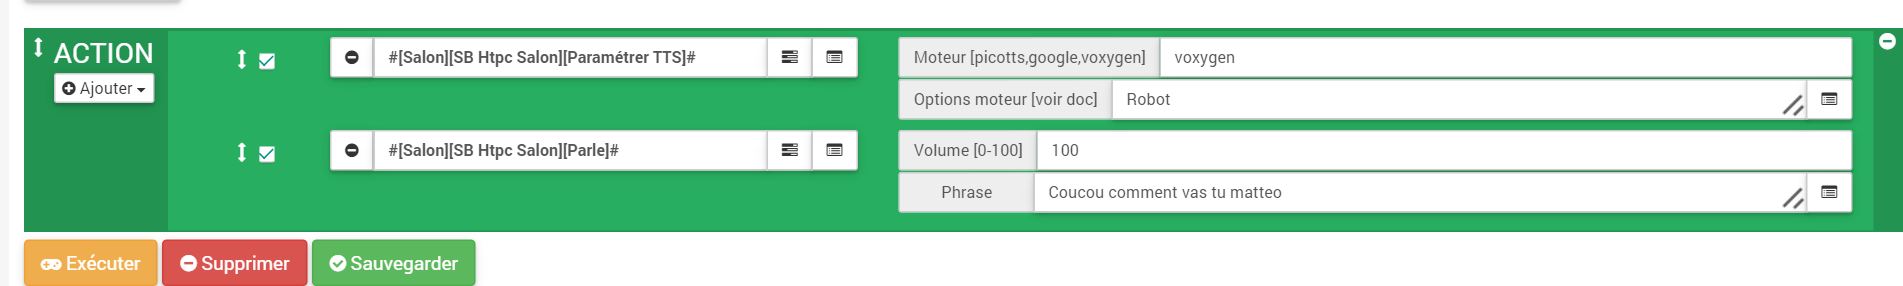 ACTION
Ajouter
#[Salon][SB Htpc Salon][Paramétrer TTS]#
Moteur [picotts,google,voxygen]
voxygen
Options moteur [voir doc]
Robot
#[Salon][SB Htpc Salon][Parle]#
Volume [0-100]
100
Phrase
Coucou comment vas tu matteo
Exécuter
Supprimer
Sauvegarder